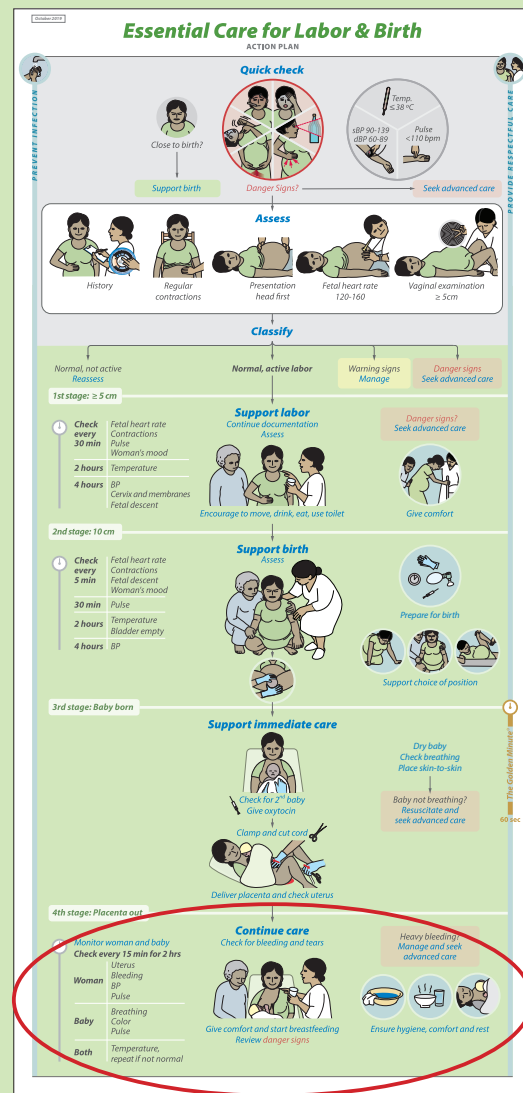 October 2019
Essential Care for Labor & Birth
ACTION PLAN
PREVENT INFECTION
PROVIDE RESPECTFUL CARE
Quick check
Close to birth?
Temp.
≤38 ºC
sBP 90-139
dBP 60-89
Pulse
<110 bpm
Support birth
Danger Signs?
Seek advanced care
Assess
History
Regular
contractions
Presentation
head first
Fetal heart rate
120-160
Vaginal examination
≥ 5cm
Classify
Normal, not active
Reassess
Normal, active labor
Warning signs
Manage
Danger signs
Seek advanced care
1st stage: ≥ 5 cm
Check
every
30 min
Fetal heart rate
Contractions
Pulse
Woman's mood
2 hours
Temperature
4 hours
BP
Cervix and membranes
Fetal descent
Support labor
Continue documentation
Assess
Encourage to move, drink, eat, use toilet
Danger signs?
Seek advanced care
Give comfort
2nd stage: 10 cm
Check
every
5 min
Fetal heart rate
Contractions
Fetal descent
Woman's mood
30 min
Pulse
2 hours
Temperature
Bladder empty
4 hours
BP
Support birth
Assess
Prepare for birth
Support choice of position
3rd stage: Baby born
Support immediate care
Check for 2nd baby
Give oxytocin
Clamp and cut cord
Deliver placenta and check uterus
Dry baby
Check breathing
Place skin-to-skin
Baby not breathing?
Resuscitate and
seek advanced care
The Golden Minute®
60 sec
4th stage: Placenta out
Monitor woman and baby
Check every 15 min for 2 hrs
Woman
Uterus
Bleeding
BP
Pulse
Baby
Breathing
Color
Pulse
Both
Temperature,
repeat if not normal
Continue care
Check for bleeding and tears
Give comfort and start breastfeeding
Review danger signs
Heavy bleeding?
Manage and seek
advanced care
Ensure hygiene, comfort and rest